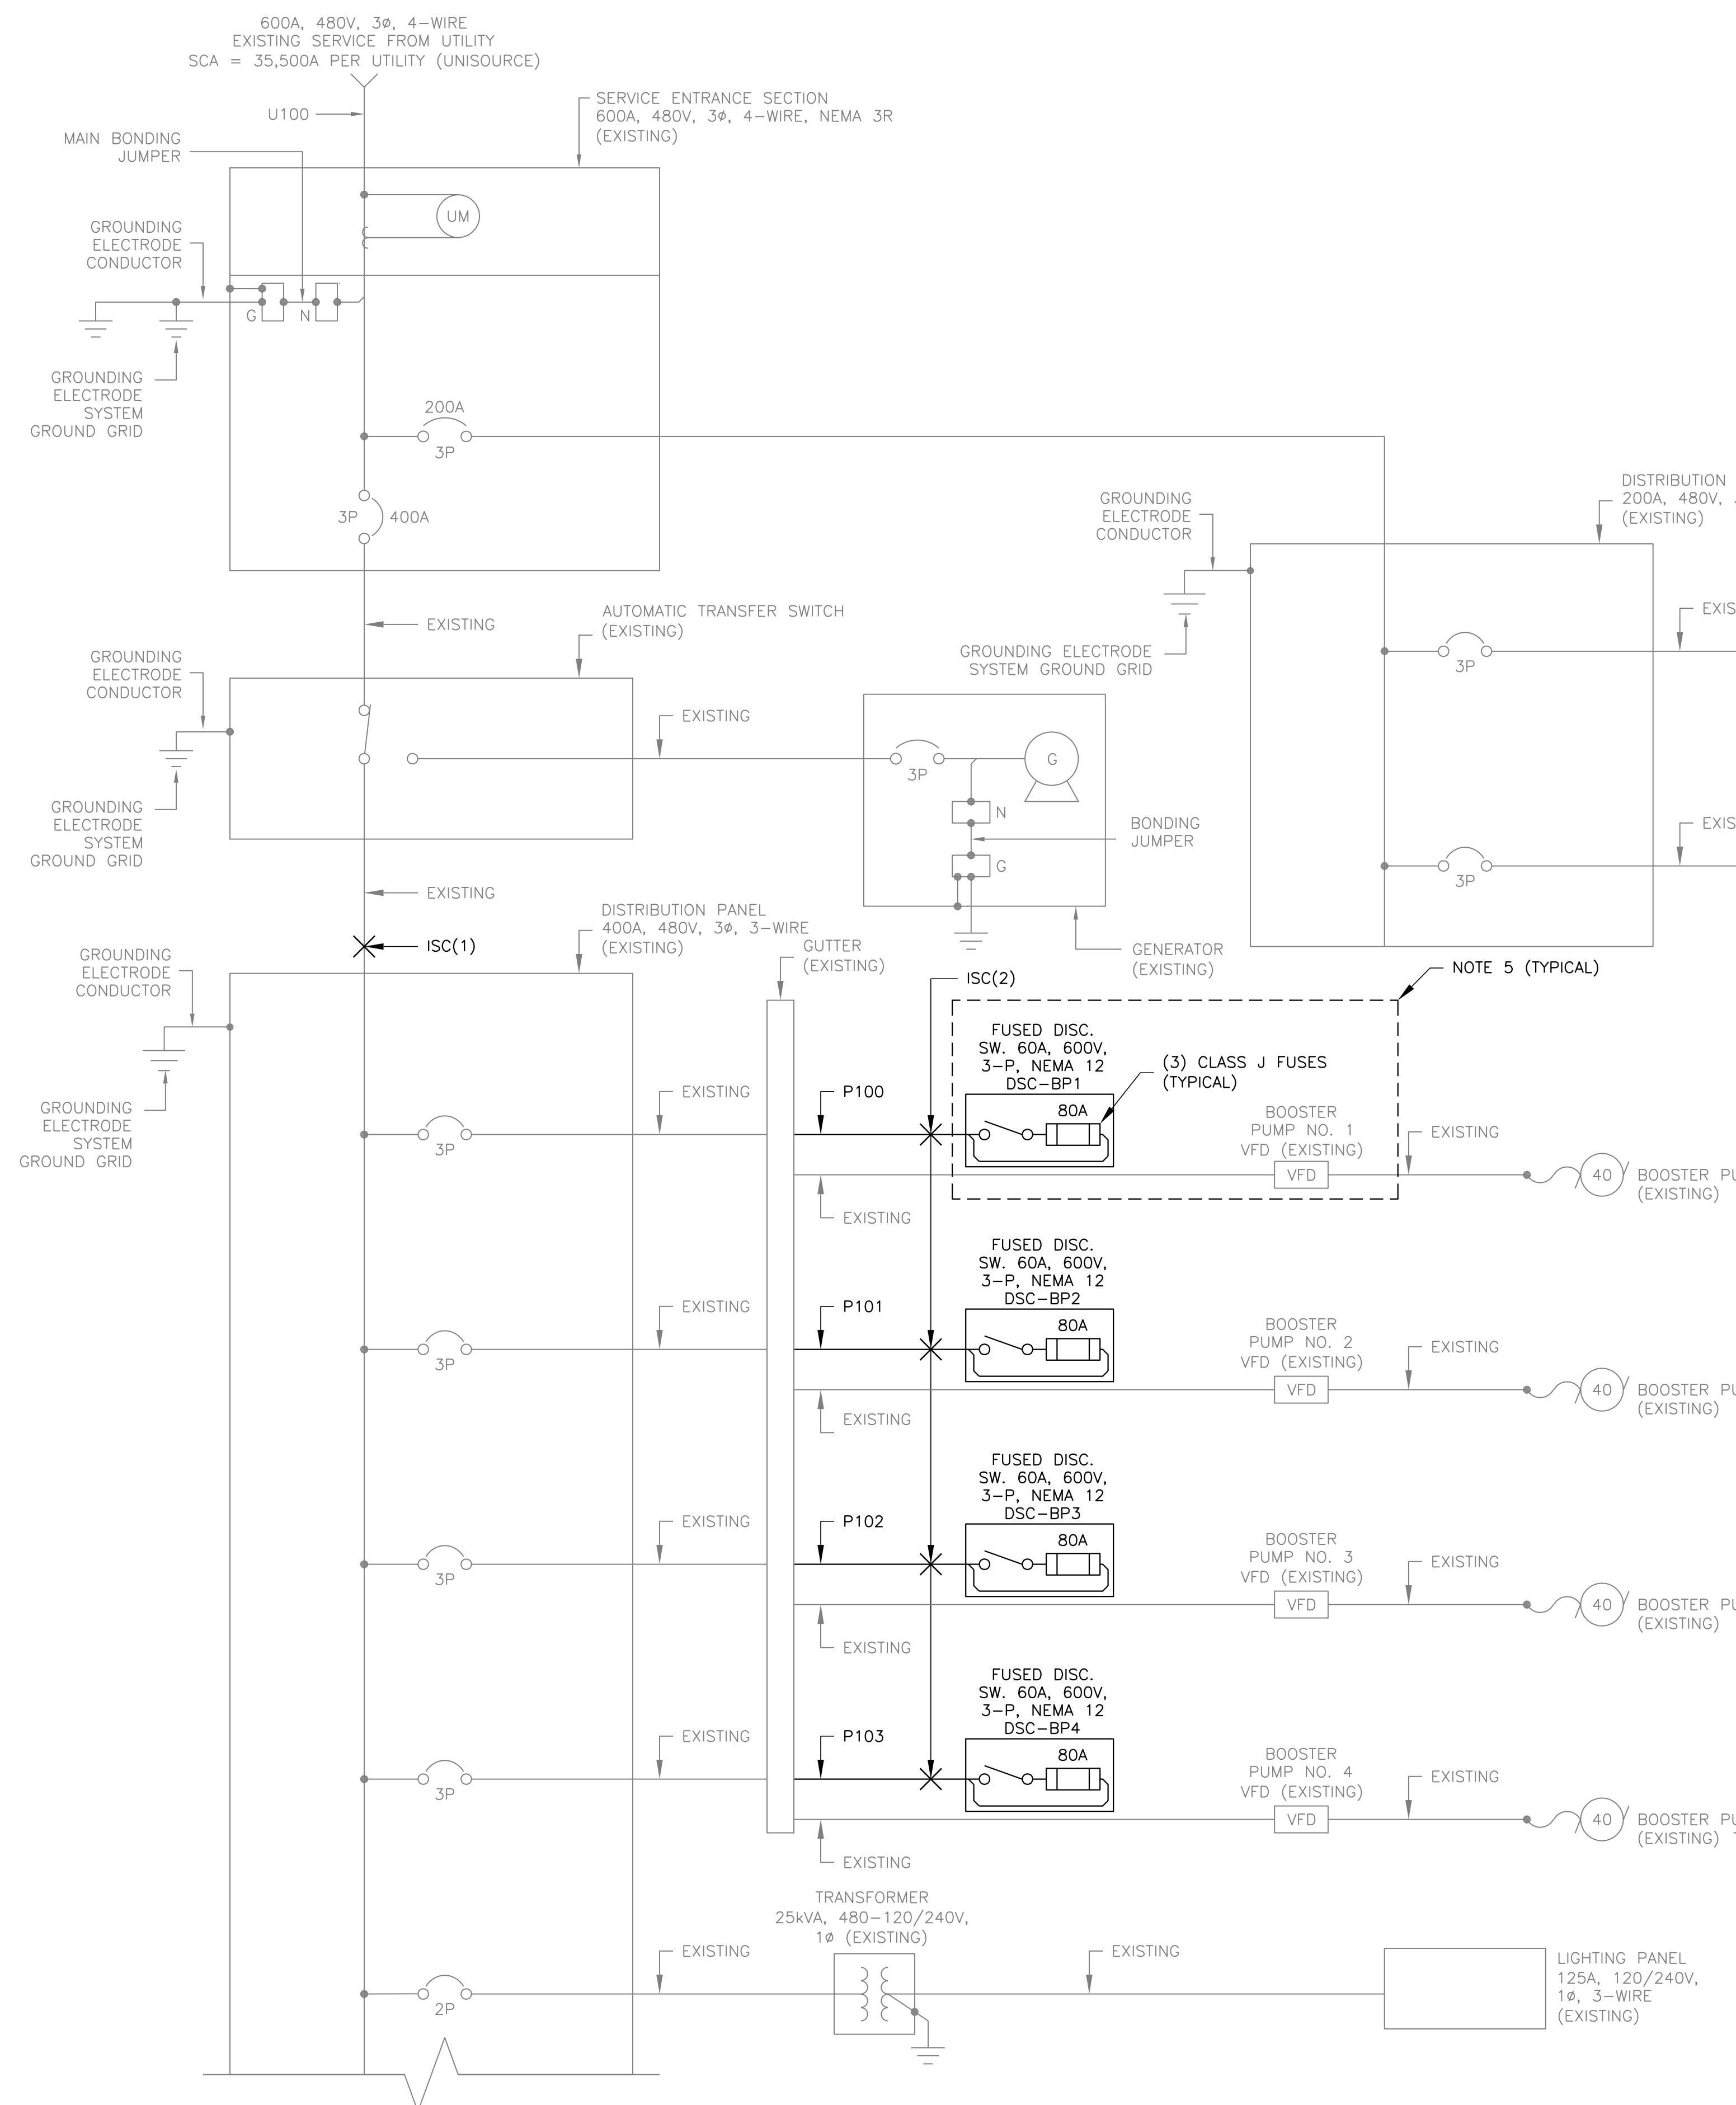 600A, 480V, 3ø, 4-WIRE
EXISTING SERVICE FROM UTILITY
SCA = 35,500A PER UTILITY (UNISOURCE)
U100
SERVICE ENTRANCE SECTION
600A, 480V, 3ø, 4-WIRE, NEMA 3R
(EXISTING)
MAIN BONDING
JUMPER
UM
GROUNDING
ELECTRODE
CONDUCTOR
G
N
GROUNDING
ELECTRODE
SYSTEM
GROUND GRID
200A
3P
3P
400A
GROUNDING
ELECTRODE
CONDUCTOR
DISTRIBUTION
200A, 480V,
(EXISTING)
EXISTING
AUTOMATIC TRANSFER SWITCH
(EXISTING)
GROUNDING ELECTRODE
SYSTEM GROUND GRID
3P
EXIS
GROUNDING
ELECTRODE
CONDUCTOR
EXISTING
3P
G
N
BONDING
JUMPER
G
GROUNDING
ELECTRODE
SYSTEM
GROUND GRID
3P
EXIS
EXISTING
DISTRIBUTION PANEL
400A, 480V, 3ø, 3-WIRE
(EXISTING)
ISC(1)
GUTTER
(EXISTING)
GENERATOR
(EXISTING)
GROUNDING
ELECTRODE
CONDUCTOR
ISC(2)
NOTE 5 (TYPICAL)
GROUNDING
ELECTRODE
SYSTEM
GROUND GRID
FUSED DISC.
SW. 60A, 600V,
3-P, NEMA 12
DSC-BP1
(3) CLASS J FUSES
(TYPICAL)
3P
EXISTING
P100
80A
BOOSTER
PUMP NO. 1
VFD (EXISTING)
VFD
EXISTING
40
BOOSTER PU
(EXISTING)
EXISTING
FUSED DISC.
SW. 60A, 600V,
3-P, NEMA 12
DSC-BP2
3P
EXISTING
P101
80A
BOOSTER
PUMP NO. 2
VFD (EXISTING)
VFD
EXISTING
40
BOOSTER PU
(EXISTING)
EXISTING
FUSED DISC.
SW. 60A, 600V,
3-P, NEMA 12
DSC-BP3
3P
EXISTING
P102
80A
BOOSTER
PUMP NO. 3
VFD (EXISTING)
VFD
EXISTING
40
BOOSTER PU
(EXISTING)
EXISTING
FUSED DISC.
SW. 60A, 600V,
3-P, NEMA 12
DSC-BP4
3P
EXISTING
P103
80A
BOOSTER
PUMP NO. 4
VFD (EXISTING)
VFD
EXISTING
40
BOOSTER PU
(EXISTING)
EXISTING
TRANSFORMER
25kVA, 480-120/240V,
1ø (EXISTING)
2P
EXISTING
EXISTING
LIGHTING PANEL
125A, 120/240V,
1ø, 3-WIRE
(EXISTING)